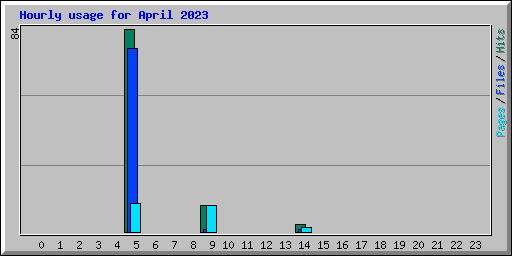 Hourly usage for April 2023
84
Pages/Files/Hits
0 1 2 3 4 5 6 7 8 9 10 11 12 13 14 15 16 17 18 19 20 21 22 23